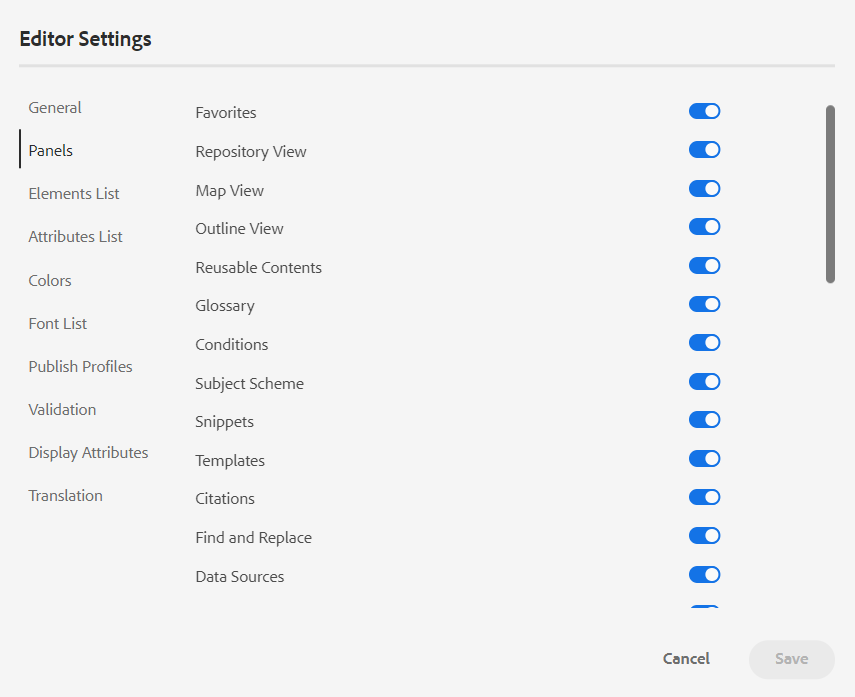 Editor Settings
General
Panels
Elements List
Attributes List
Colors
Font List
Publish Profiles
Validation
Display Attributes
Translation
Favorites
Repository View
Map View
Outline View
Reusable Contents
Glossary
Conditions
Subject Scheme
Snippets
Templates
Citations
Find and Replace
Data Sources
Cancel
Save